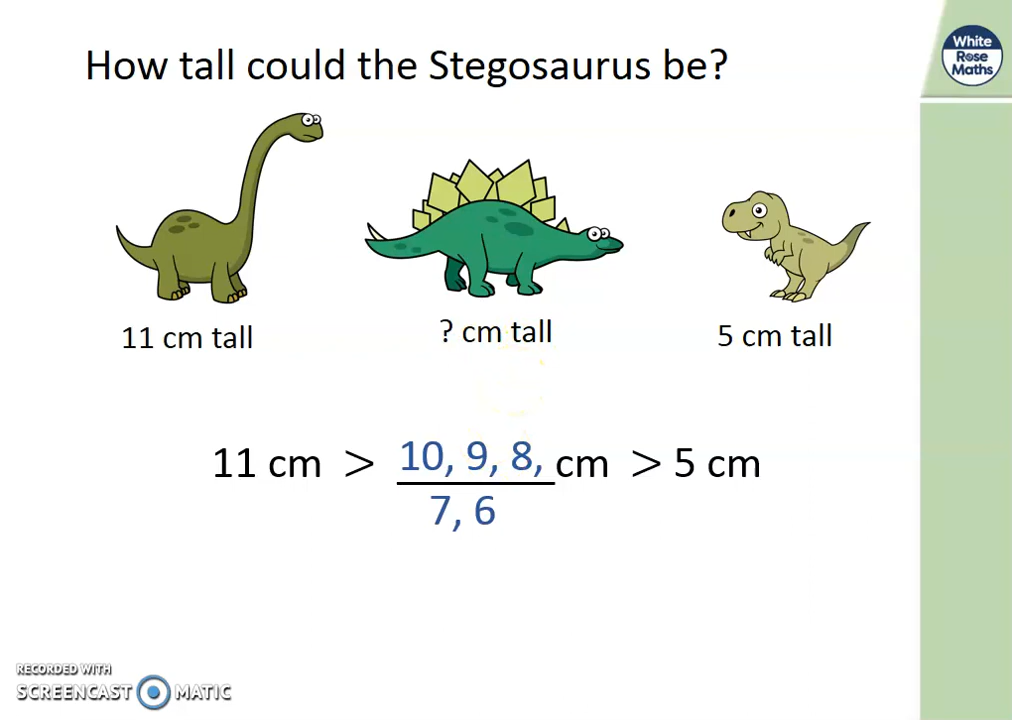 How tall could the Stegosaurus be?
White
Rose
Maths
11 cm tall
? cm tall
5 cm tall
11 cm > 10, 9, 8, cm > 5 cm
7, 6
RECORDED WITH
SCREENCAST MATIC